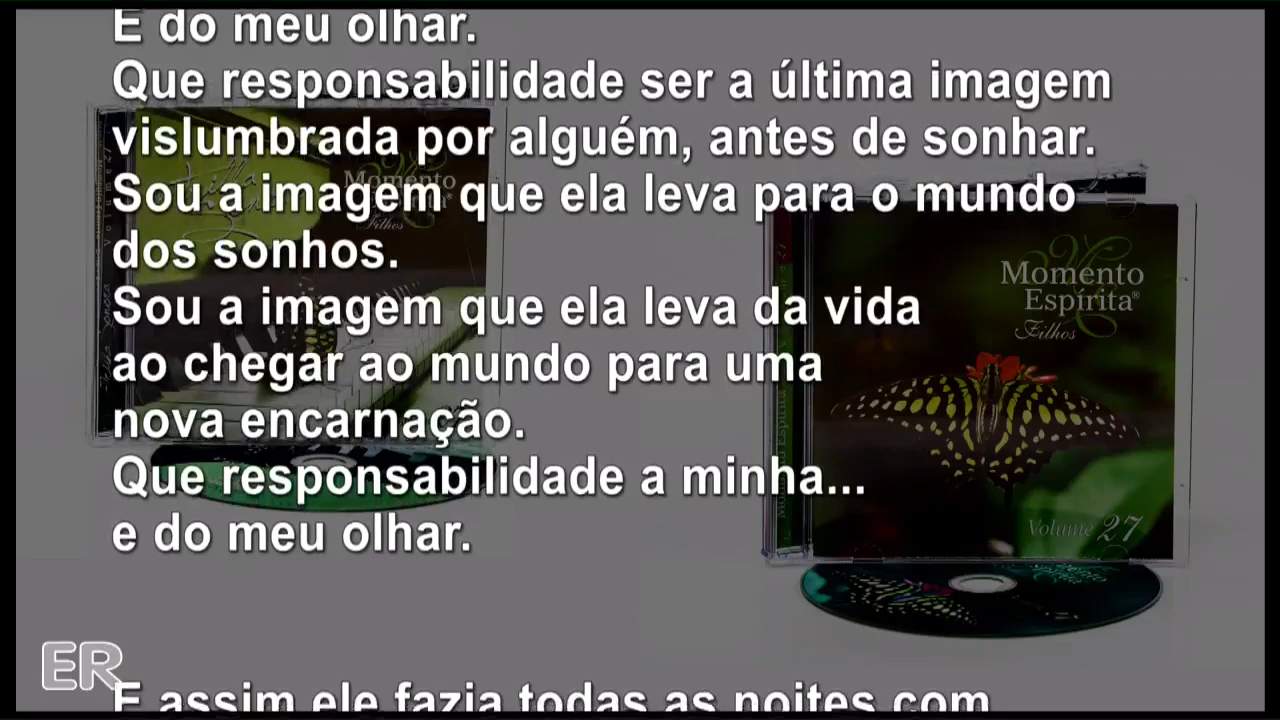 E do meu olhar.
Que responsabilidade ser a última imagem
vislumbrada por alguém, antes de sonhar.
Sou a imagem que ela leva para o mundo
dos sonhos.
Sou a imagem que ela leva da vida
ao chegar ao mundo para uma
nova encarnação.
Que responsabilidade a minha...
e do meu olhar.
E assim ele fazia todas as noites com
Momento
Filhos
Momento
Espírita®
Filhos
Volume 27
ER